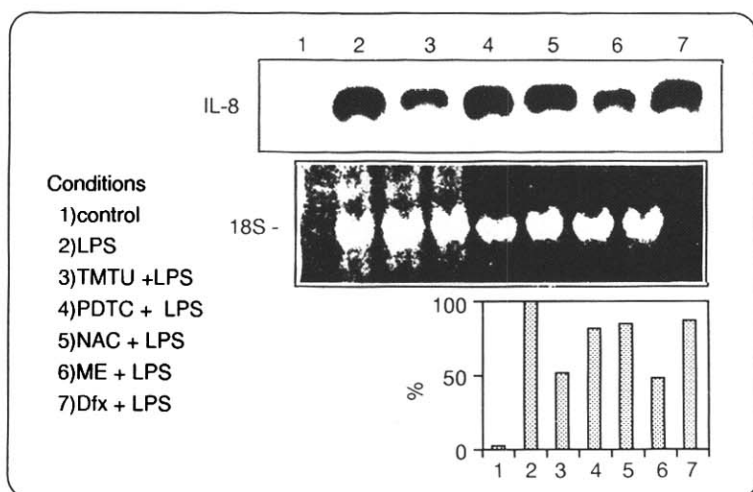 1 2 3 4 5 6 7
IL-8
18S -
Conditions
1)control
2)LPS
3)TMTU +LPS
4)PDTC + LPS
5)NAC + LPS
6)ME + LPS
7)Dfx + LPS
100
50
0
%
1 2 3 4 5 6 7